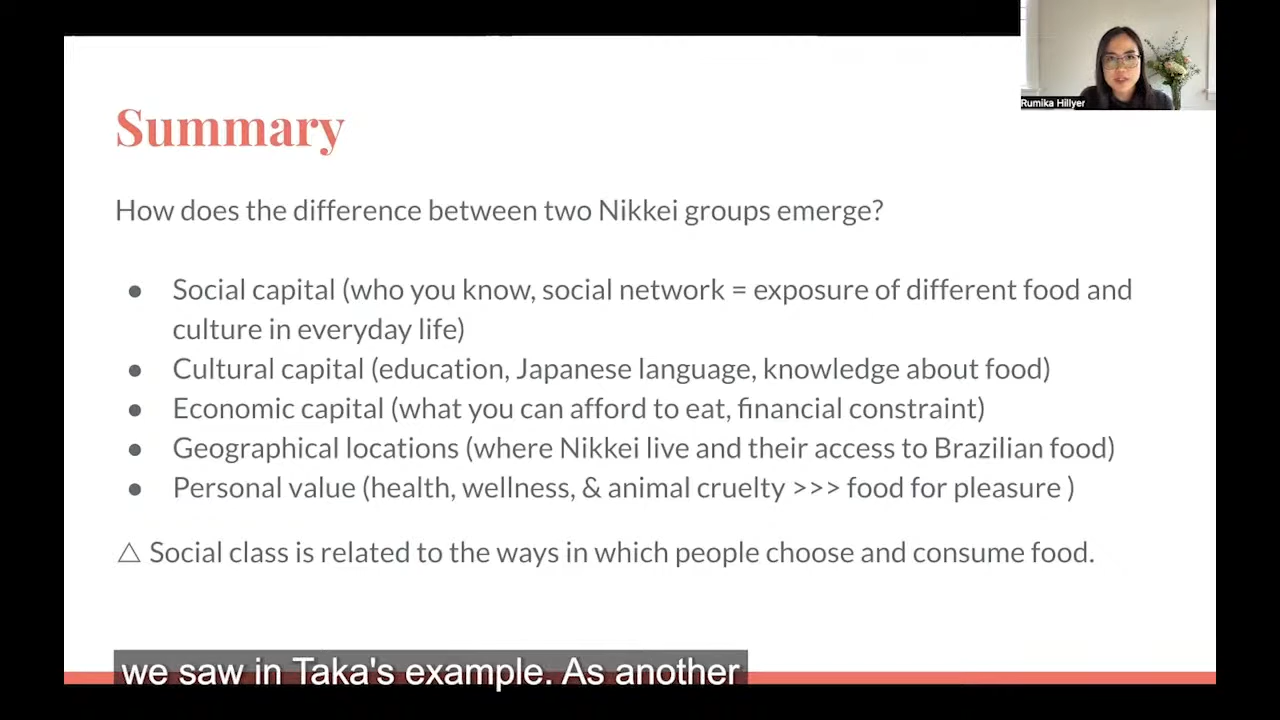 Rumika Hillyer
Summary
How does the difference between two Nikkei groups emerge?
● Social capital (who you know, social network = exposure of different food and
culture in everyday life)
● Cultural capital (education, Japanese language, knowledge about food)
● Economic capital (what you can afford to eat, financial constraint)
● Geographical locations (where Nikkei live and their access to Brazilian food)
● Personal value (health, wellness, & animal cruelty >>> food for pleasure )
△ Social class is related to the ways in which people choose and consume food.
we saw in Taka's example. As another